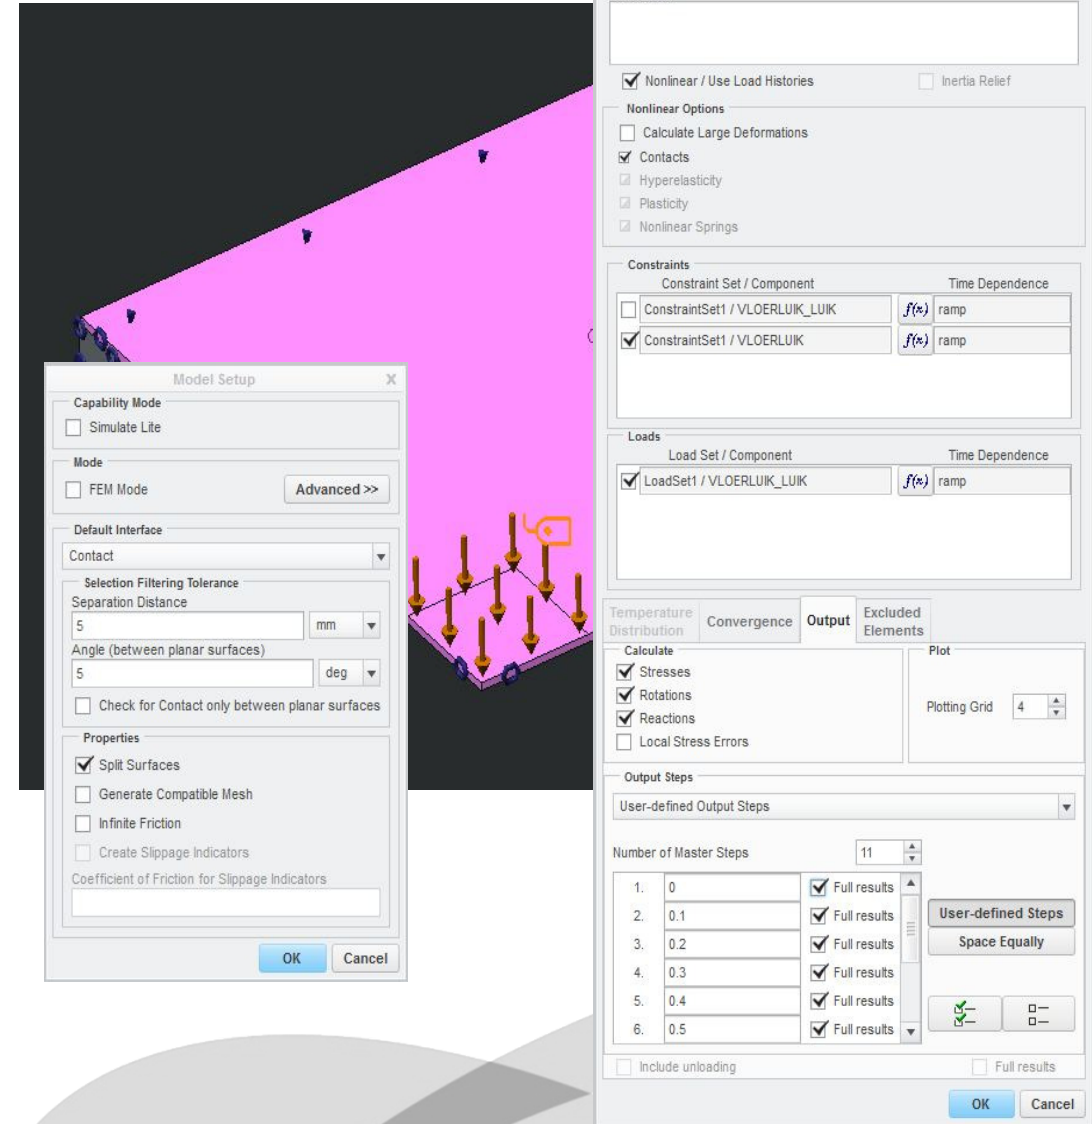 Nonlinear / Use Load Histories
Inertia Relief
Nonlinear Options
Calculate Large Deformations
Contacts
Hyperelasticity
Plasticity
Nonlinear Springs
Constraints
Constraint Set / Component
Time Dependence
ConstraintSet1 / VLOERLUIK_LUIK
f(x)
ramp
ConstraintSet1 / VLOERLUIK
f(x)
ramp
Loads
Load Set / Component
Time Dependence
LoadSet1 / VLOERLUIK_LUIK
f(x)
ramp
Temperature Distribution
Convergence
Output
Excluded Elements
Calculate
Stresses
Rotations
Reactions
Local Stress Errors
Plot
Plotting Grid
4
Output Steps
User-defined Output Steps
Number of Master Steps
11
1. 0 Full results
2. 0.1 Full results
3. 0.2 Full results
4. 0.3 Full results
5. 0.4 Full results
6. 0.5 Full results
User-defined Steps
Space Equally
Include unloading
Full results
OK
Cancel
Model Setup
X
Capability Mode
Simulate Lite
Mode
FEM Mode
Advanced >>
Default Interface
Contact
Selection Filtering Tolerance
Separation Distance
5
mm
Angle (between planar surfaces)
5
deg
Check for Contact only between planar surfaces
Properties
Split Surfaces
Generate Compatible Mesh
Infinite Friction
Create Slippage Indicators
Coefficient of Friction for Slippage Indicators
OK
Cancel